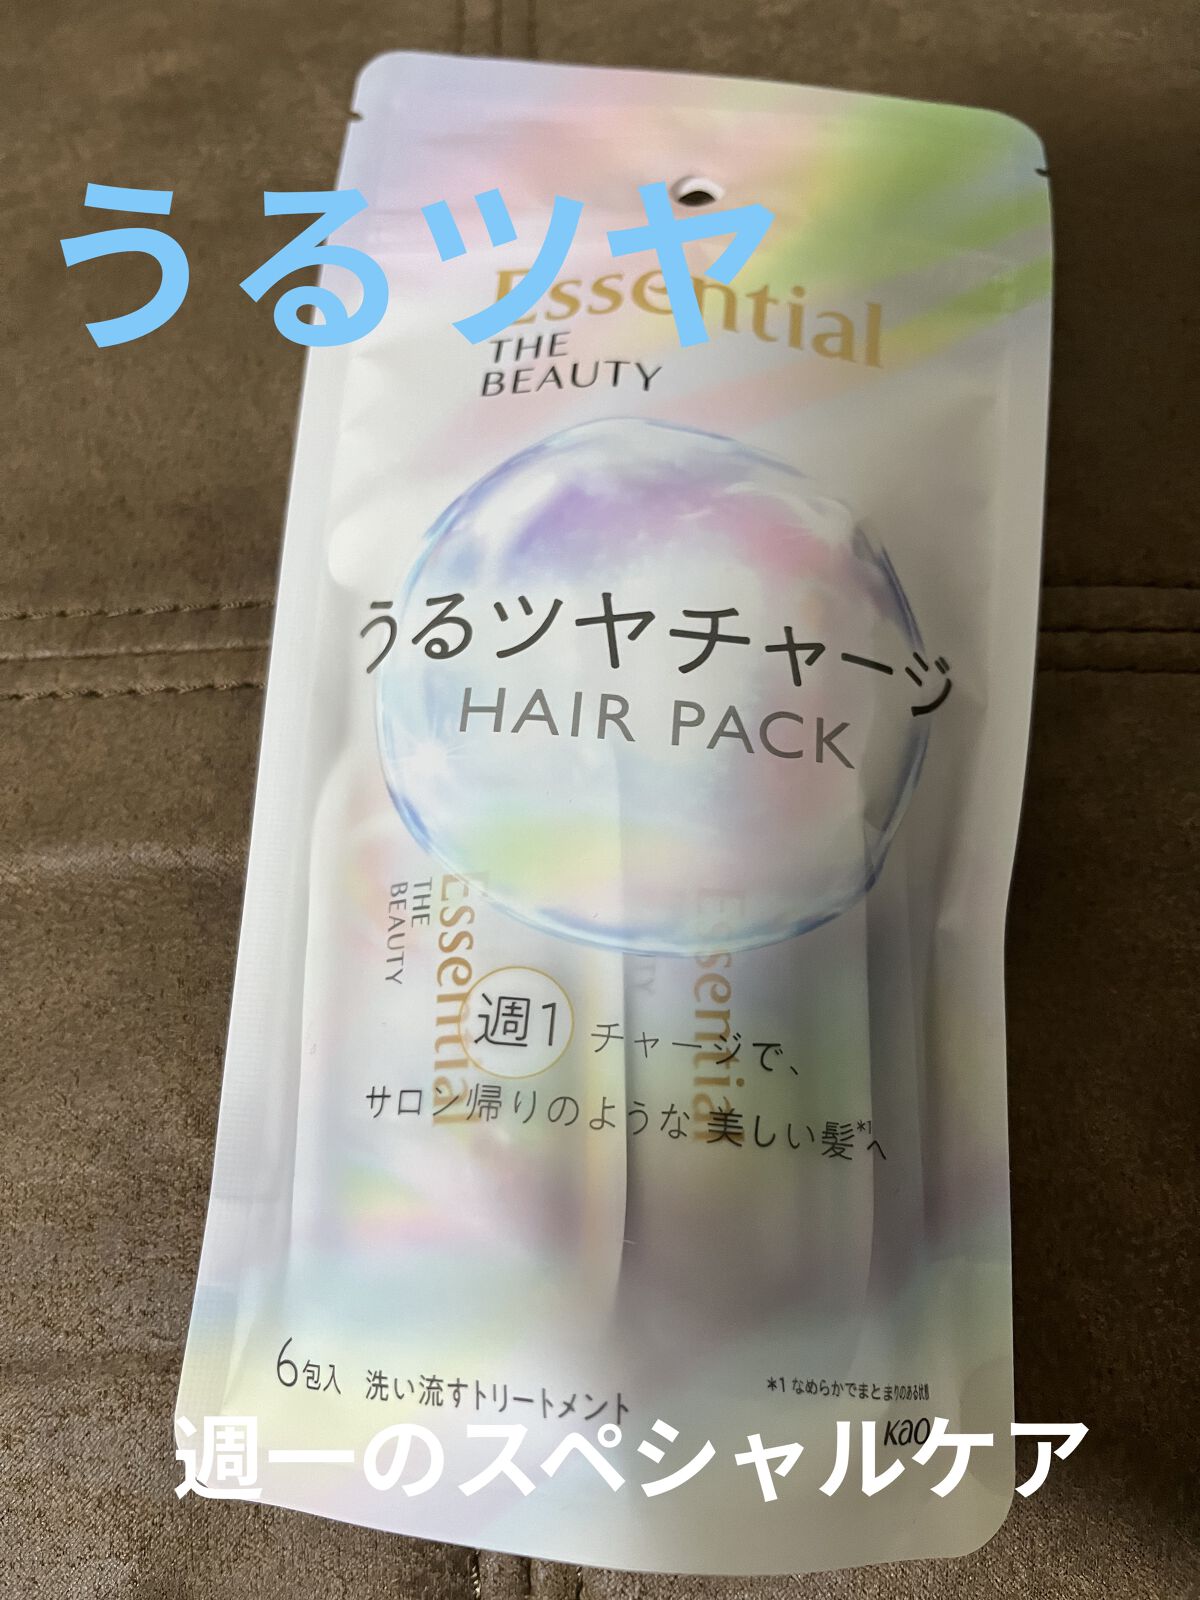 うるツヤ
Essential
THE
BEAUTY
うるツヤチャージ
HAIR PACK
THE
BEAUTY
Essential
Essential
週1 チャージで、
サロン帰りのような 美しい髪*1へ
6包入 洗い流すトリートメント
*1 なめらかでまとまりのある状態
Kao
週一のスペシャルケア